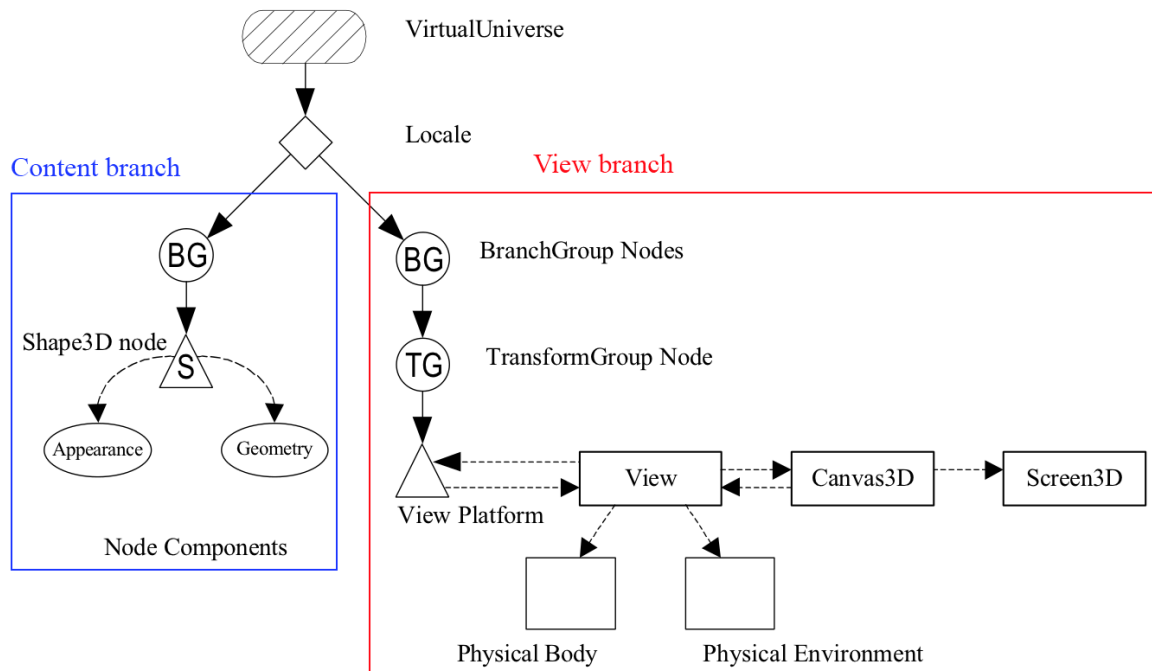 VirtualUniverse
Locale
Content branch
View branch
BG
BG
BranchGroup Nodes
Shape3D node
S
TG
TransformGroup Node
Appearance
Geometry
View
Canvas3D
Screen3D
View Platform
Node Components
Physical Body
Physical Environment